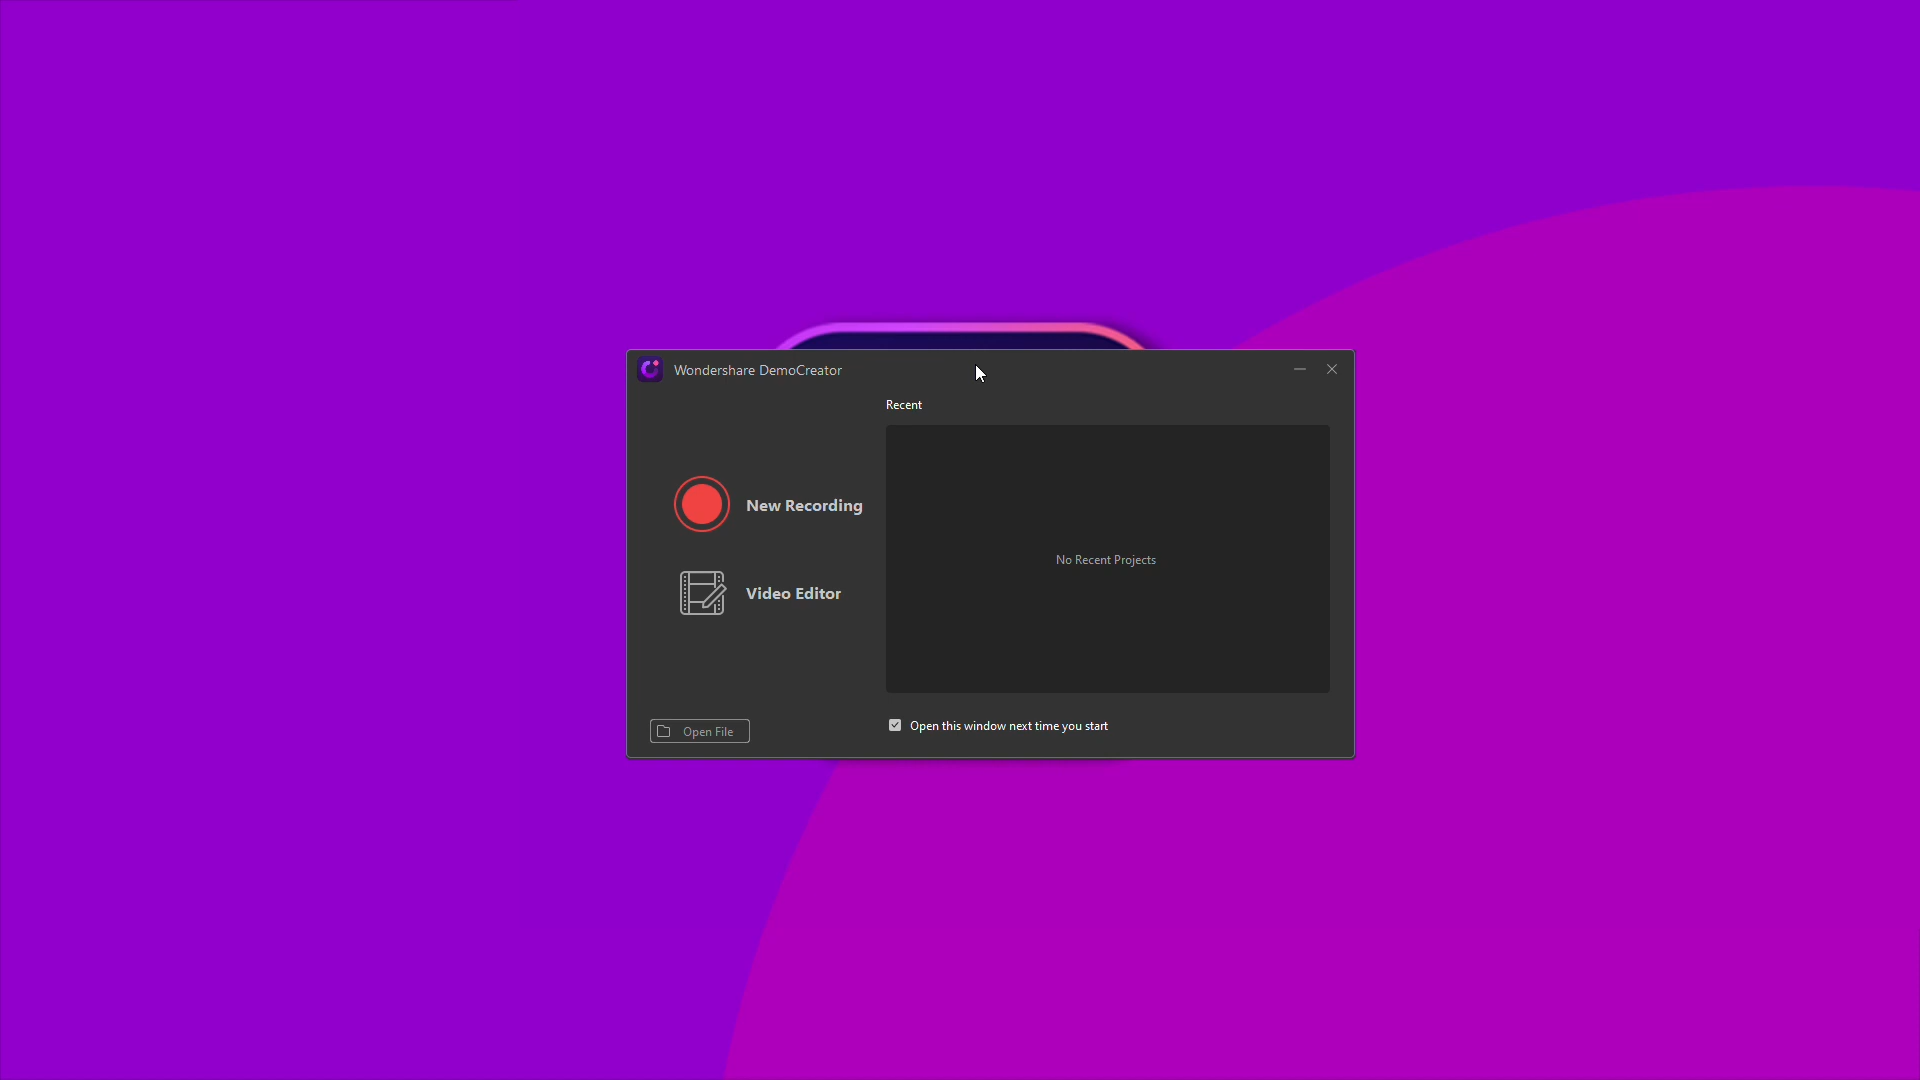 Wondershare DemoCreator
Recent
New Recording
No Recent Projects
Video Editor
Open this window next time you start
Open File